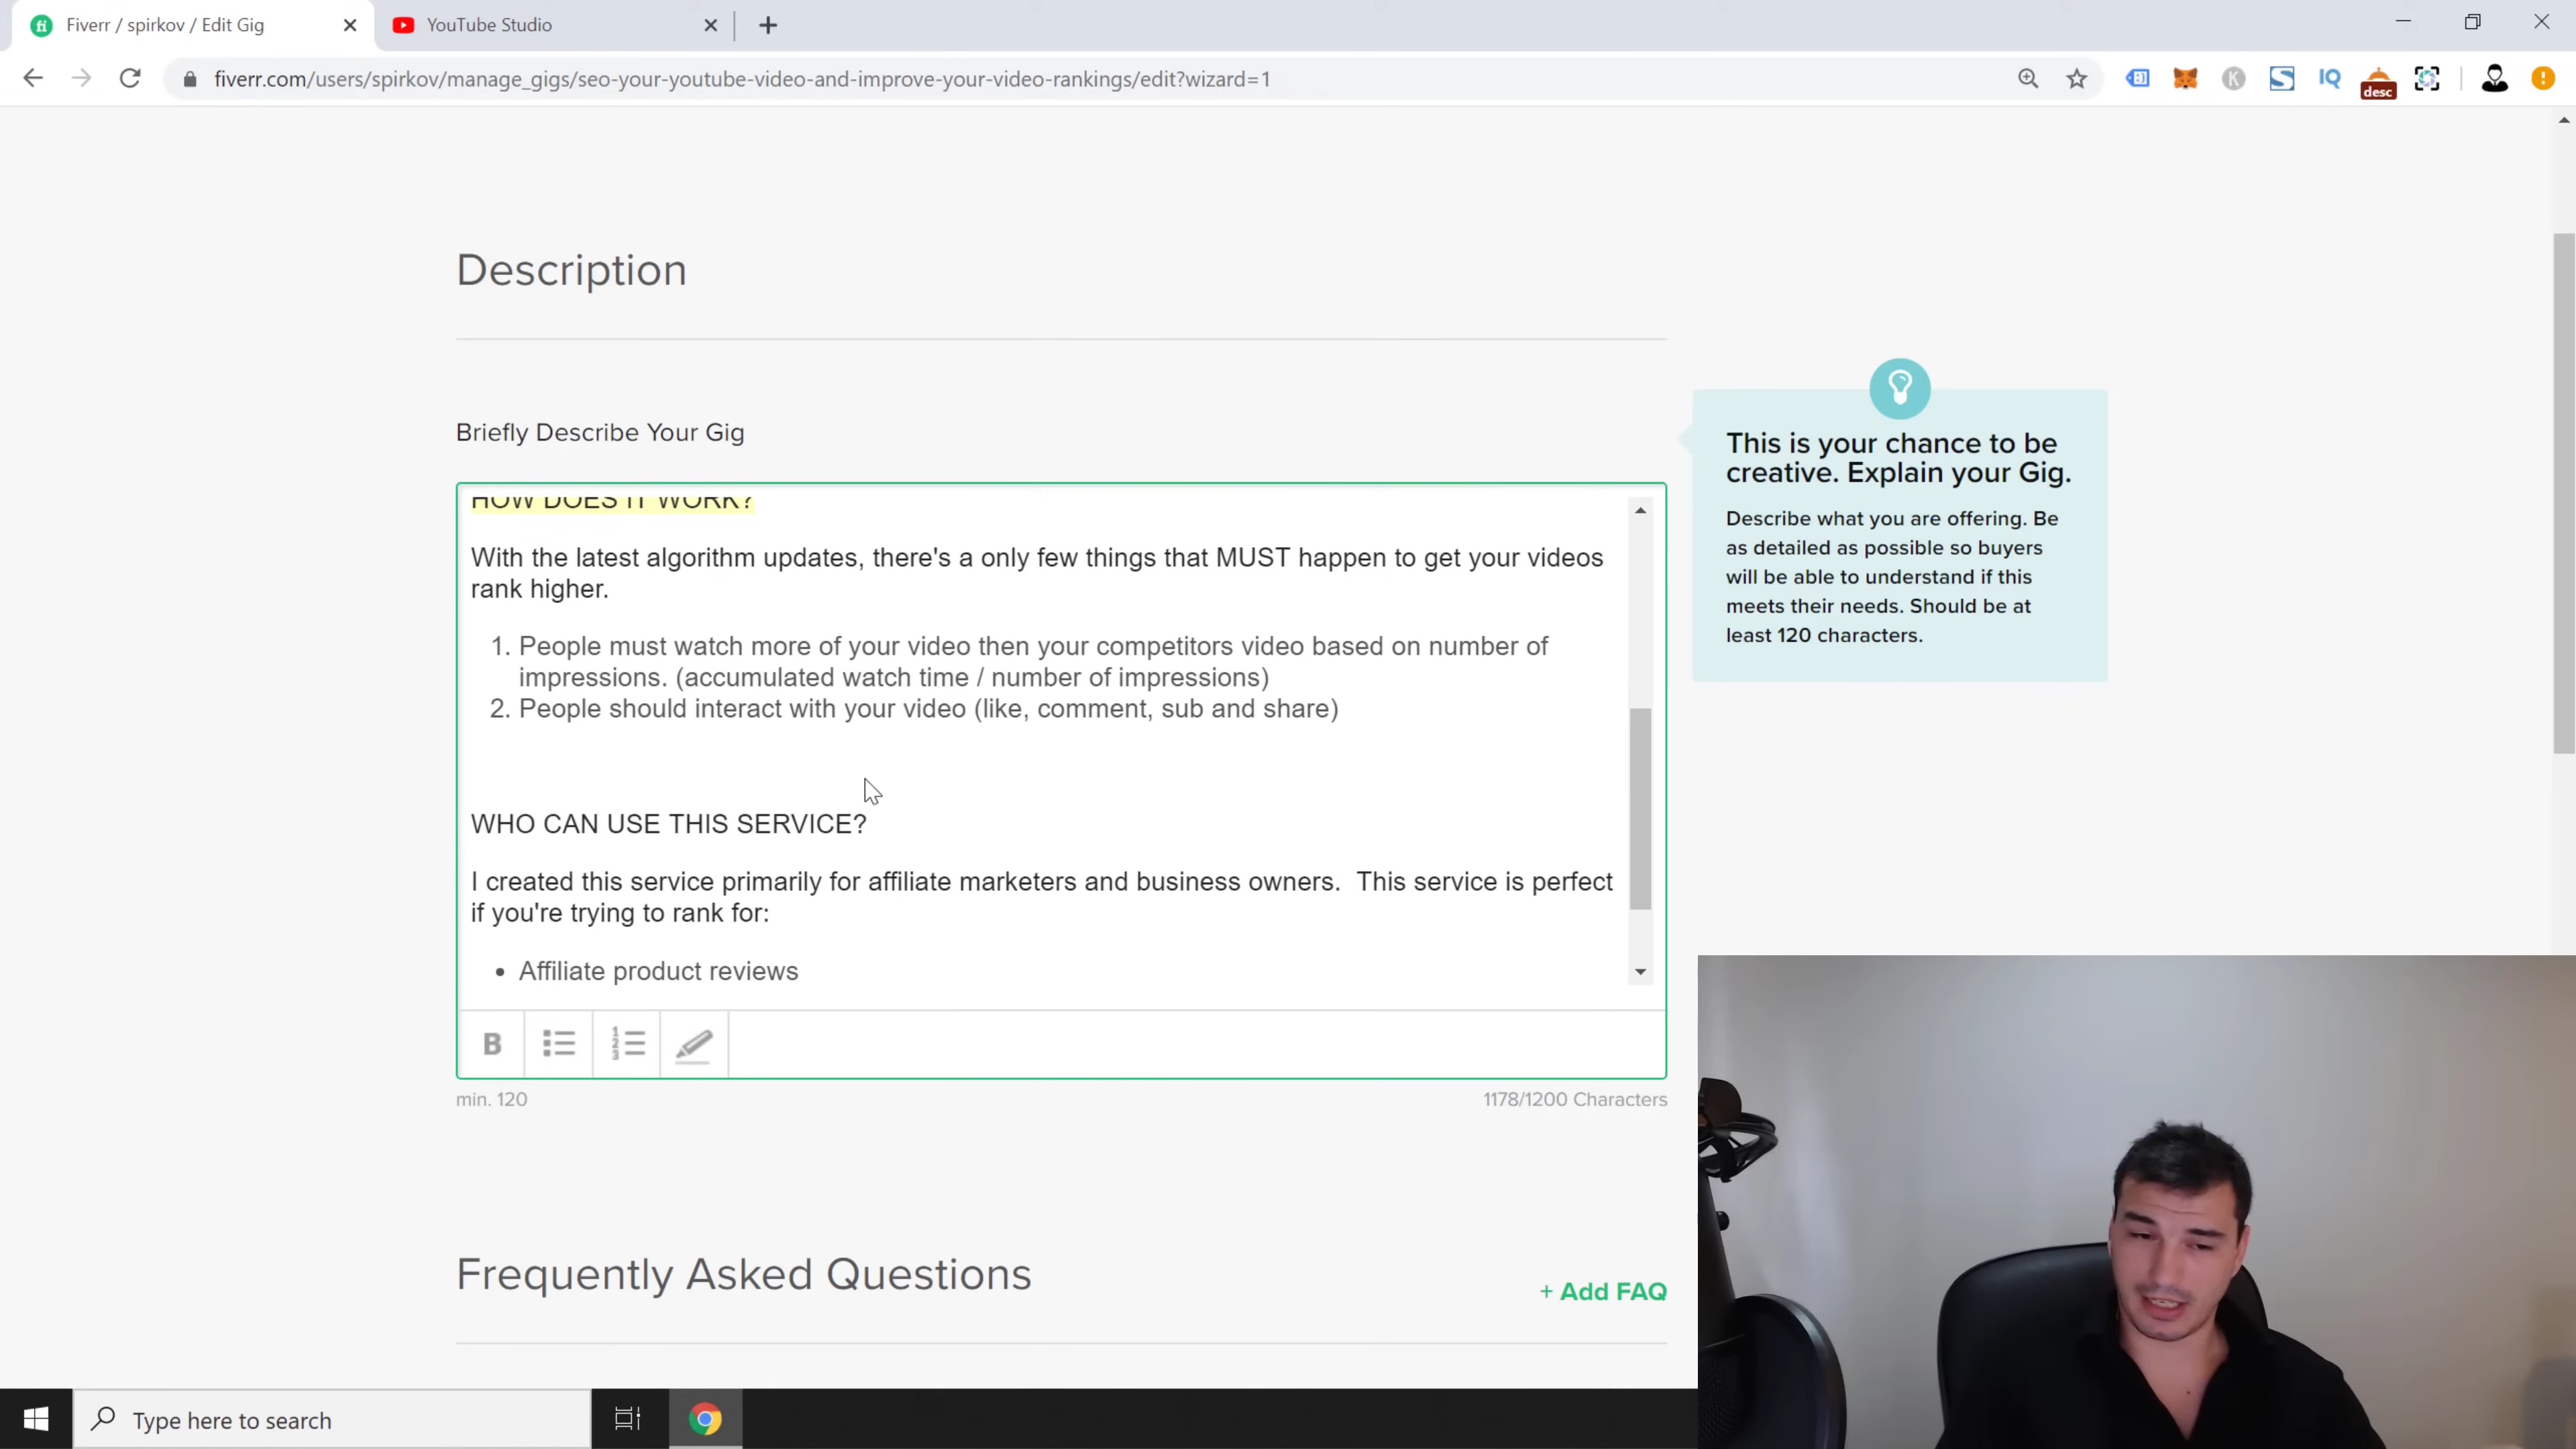 Fiverr / spirkov / Edit Gig
YouTube Studio
fiverr.com/users/spirkov/manage_gigs/seo-your-youtube-video-and-improve-your-video-rankings/edit?wizard=1
K
IQ
desc
Description
Briefly Describe Your Gig
HOW DOES IT WORK?
With the latest algorithm updates, there's a only few things that MUST happen to get your videos
rank higher.
1. People must watch more of your video then your competitors video based on number of
impressions. (accumulated watch time / number of impressions)
2. People should interact with your video (like, comment, sub and share)
WHO CAN USE THIS SERVICE?
I created this service primarily for affiliate marketers and business owners.  This service is perfect
if you're trying to rank for:
• Affiliate product reviews
B
min. 120
1178/1200 Characters
This is your chance to be
creative. Explain your Gig.
Describe what you are offering. Be
as detailed as possible so buyers
will be able to understand if this
meets their needs. Should be at
least 120 characters.
Frequently Asked Questions
+ Add FAQ
Type here to search